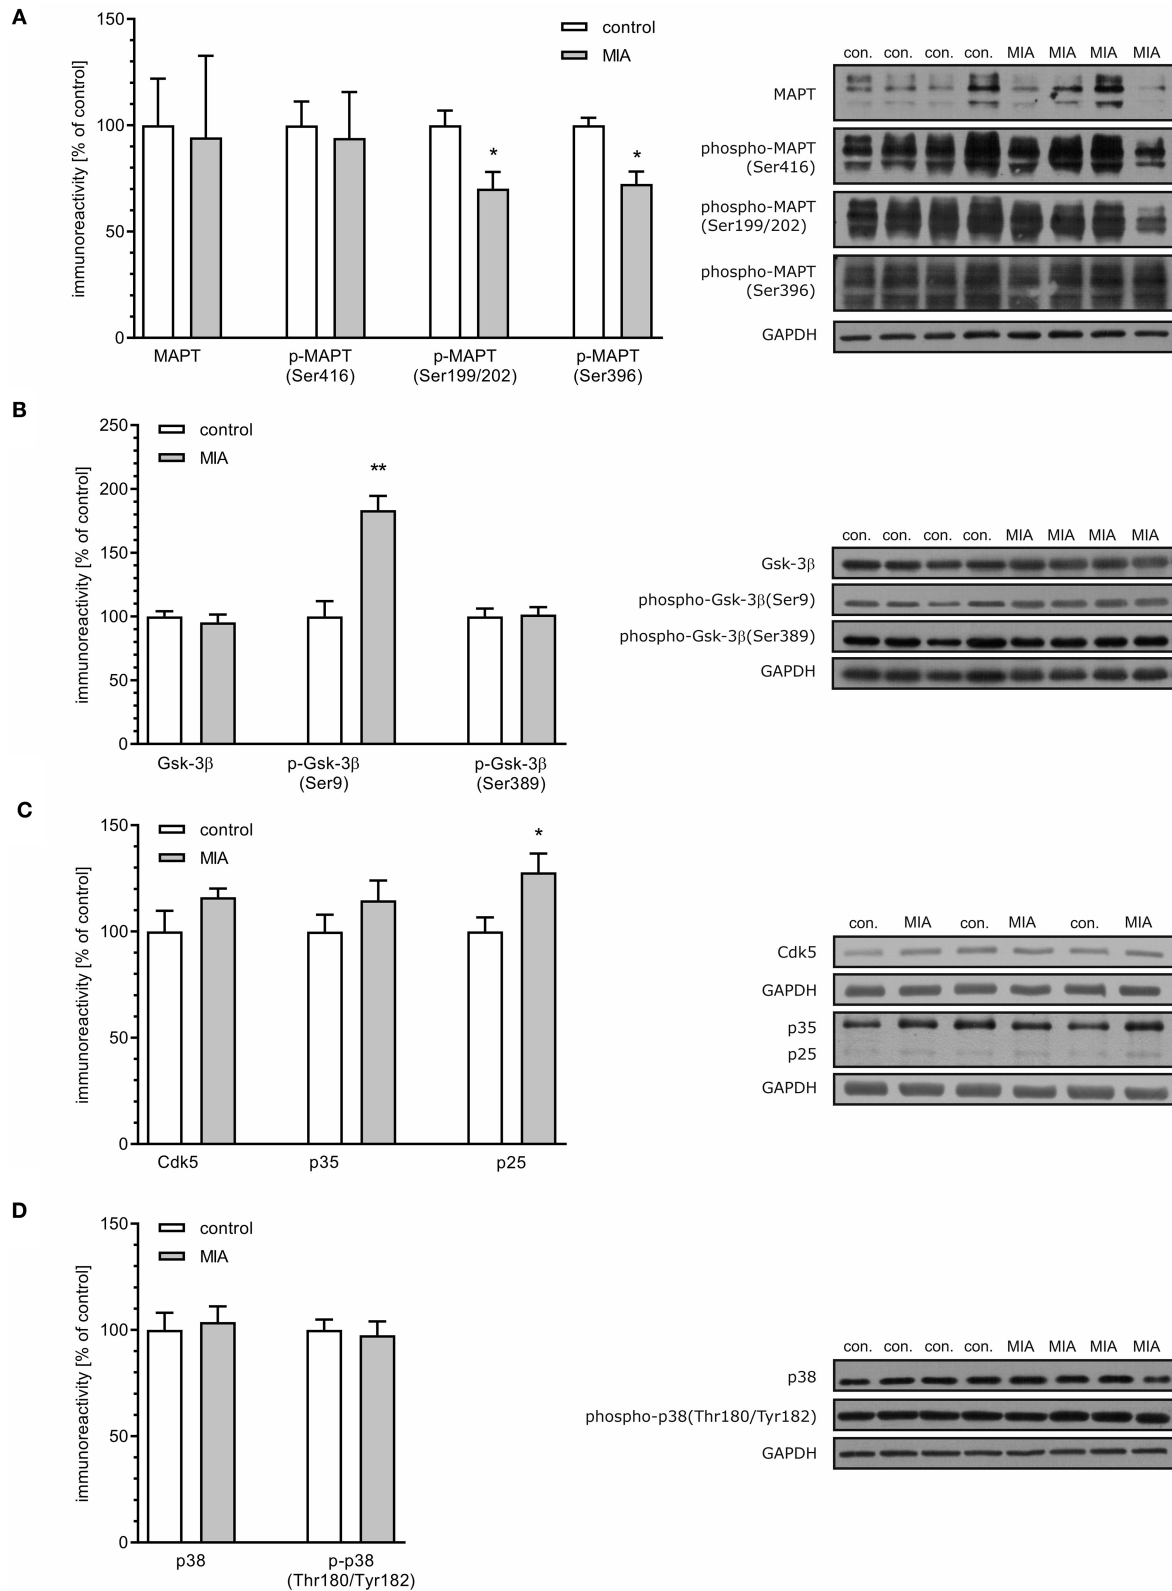 A
immunoreactivity [% of control]
150
100
50
0
control
MIA
*
*
MAPT
p-MAPT
(Ser416)
p-MAPT
(Ser199/202)
p-MAPT
(Ser396)
con. con. con. con. MIA MIA MIA MIA
MAPT
phospho-MAPT
(Ser416)
phospho-MAPT
(Ser199/202)
phospho-MAPT
(Ser396)
GAPDH
B
immunoreactivity [% of control]
250
200
150
100
50
0
control
MIA
**
Gsk-3β
p-Gsk-3β
(Ser9)
p-Gsk-3β
(Ser389)
con. con. con. con. MIA MIA MIA MIA
Gsk-3β
phospho-Gsk-3β(Ser9)
phospho-Gsk-3β(Ser389)
GAPDH
C
immunoreactivity [% of control]
150
100
50
0
control
MIA
*
Cdk5
p35
p25
con. MIA con. MIA con. MIA
Cdk5
GAPDH
p35
p25
GAPDH
D
immunoreactivity [% of control]
150
100
50
0
control
MIA
p38
p-p38
(Thr180/Tyr182)
con. con. con. con. MIA MIA MIA MIA
p38
phospho-p38(Thr180/Tyr182)
GAPDH